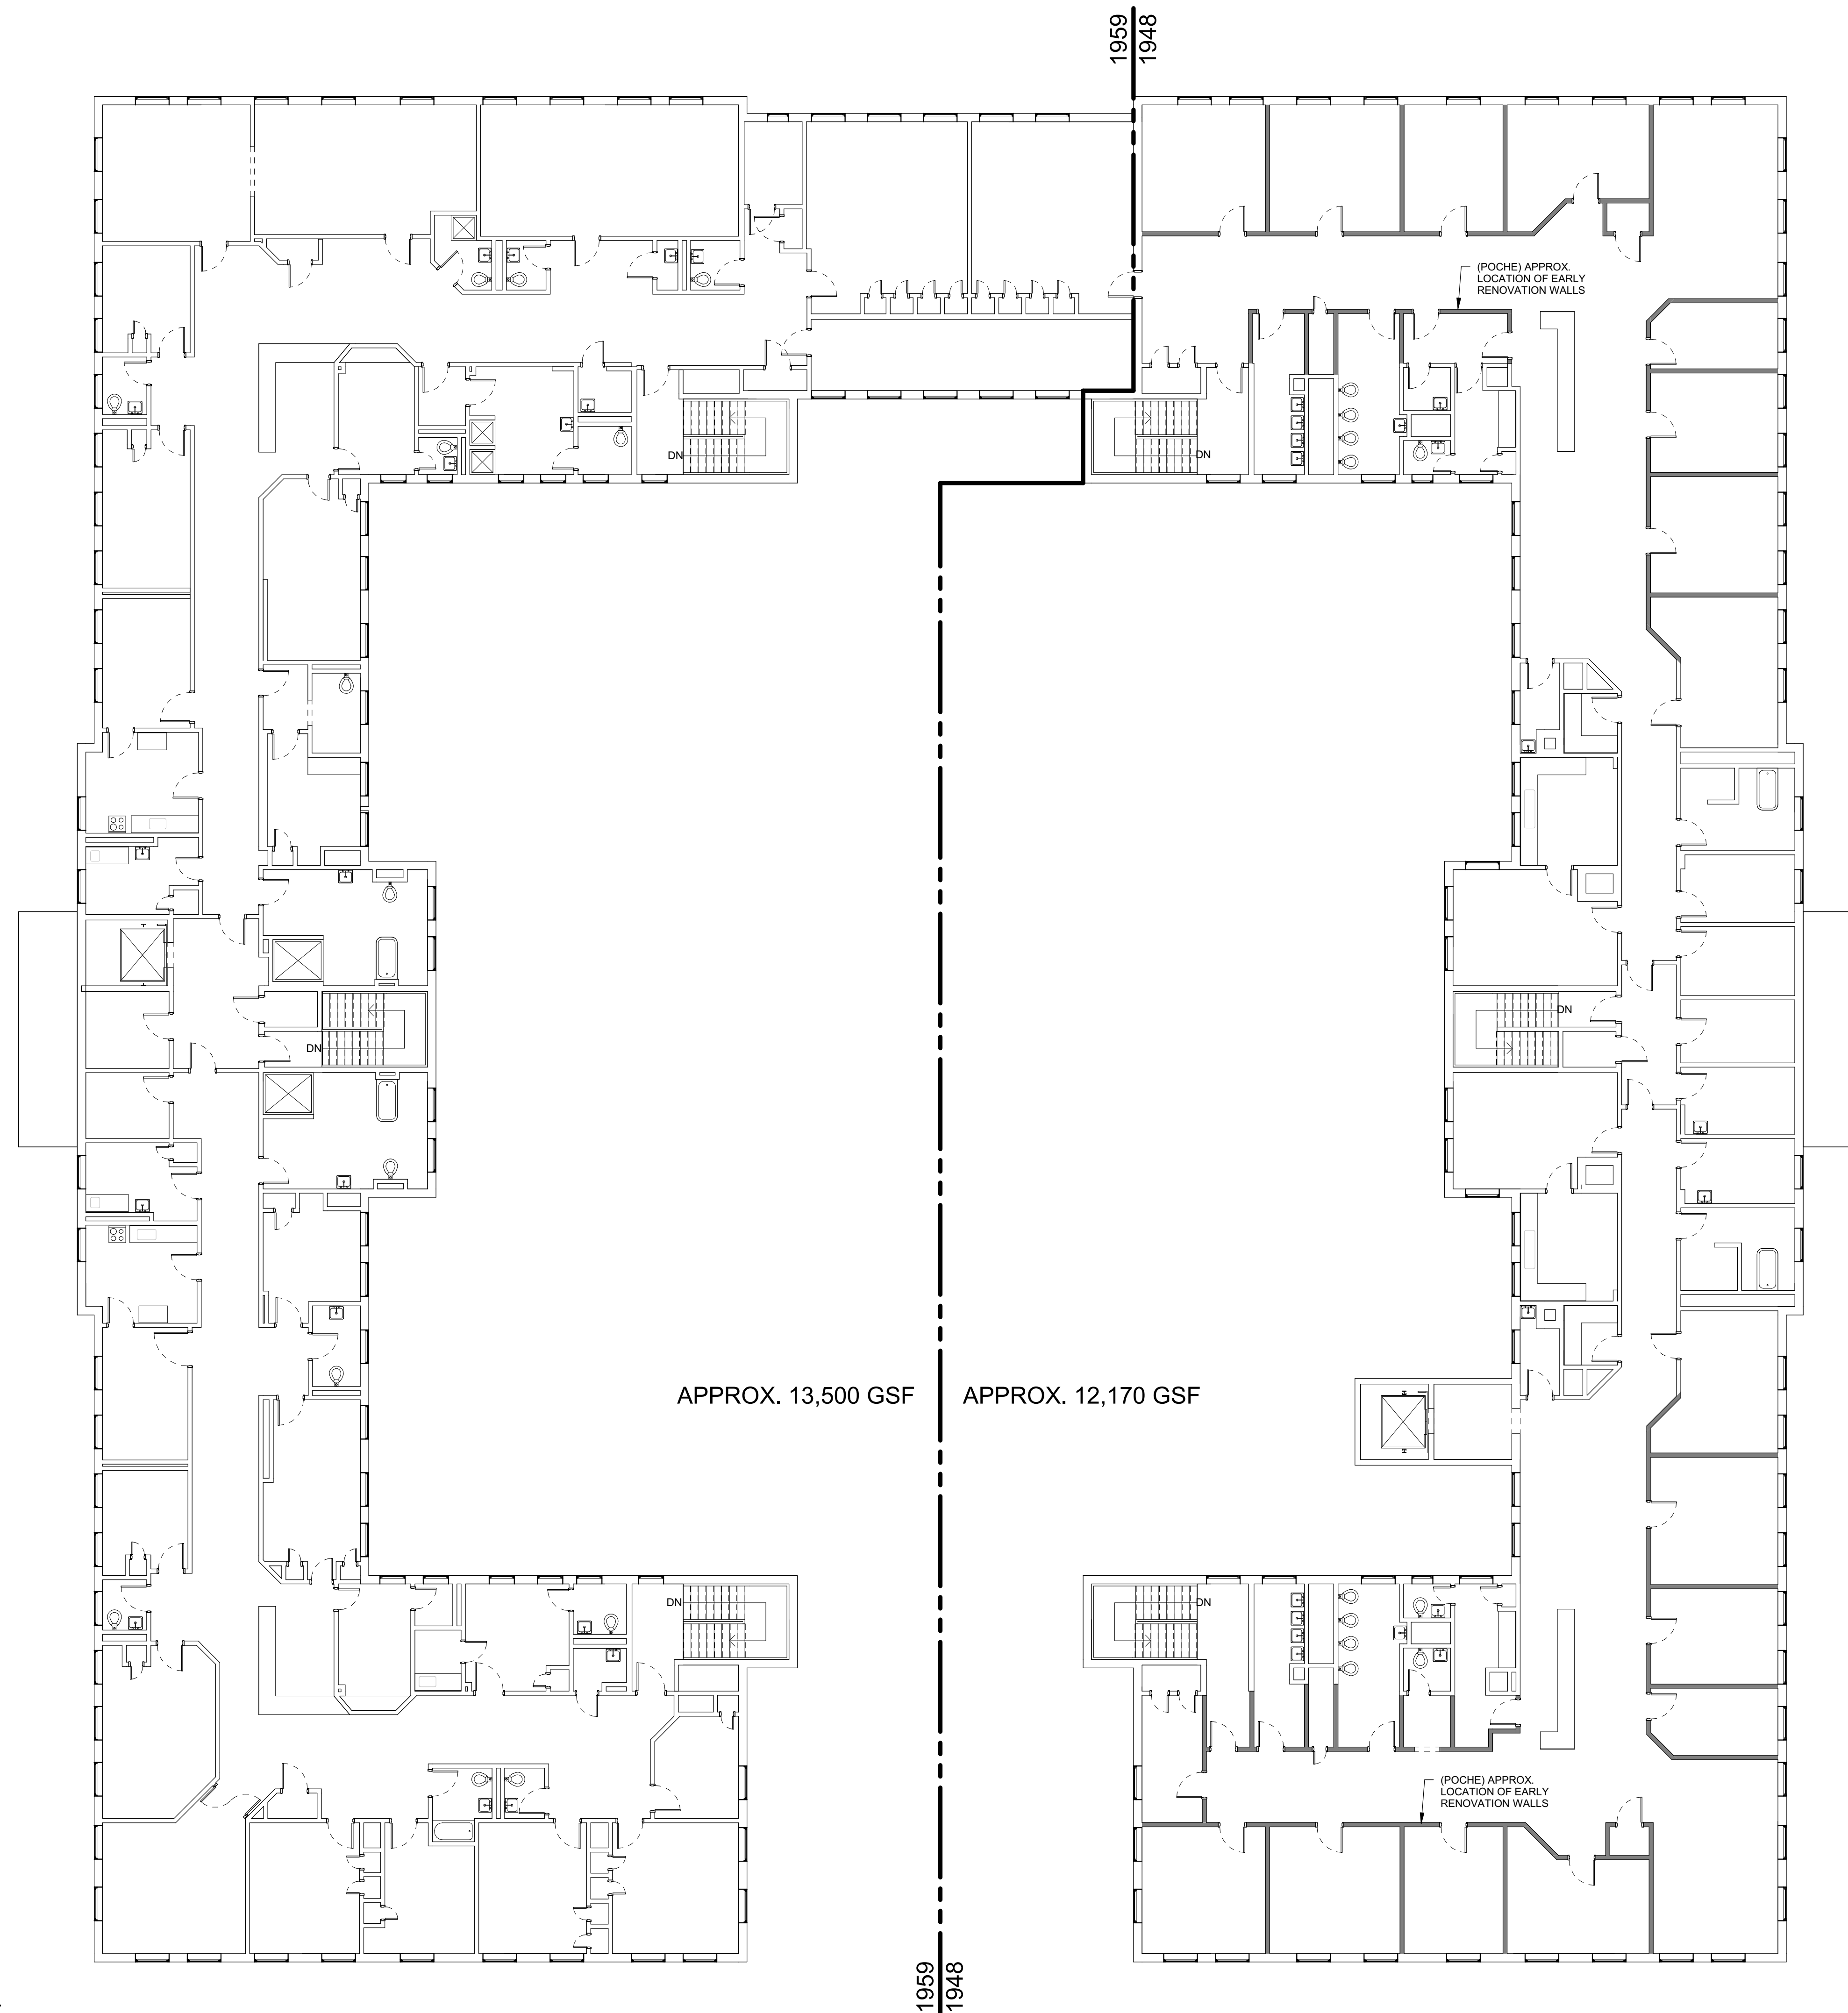 1959
1948
(POCHE) APPROX.
LOCATION OF EARLY
RENOVATION WALLS
DN
DN
DN
DN
APPROX. 13,500 GSF
APPROX. 12,170 GSF
DN
DN
(POCHE) APPROX.
LOCATION OF EARLY
RENOVATION WALLS
1959
1948